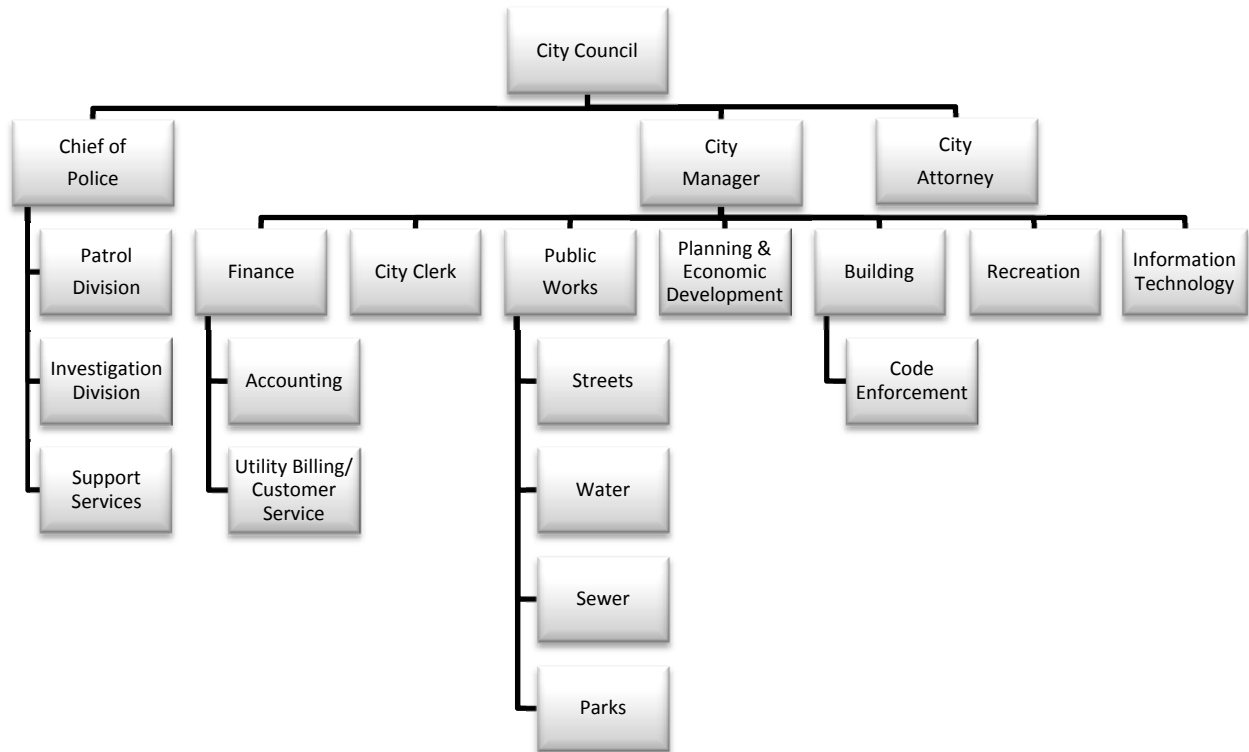 City Council
Chief of
Police
City
Manager
City
Attorney
Patrol
Division
Finance
City Clerk
Public
Works
Planning &
Economic
Development
Building
Recreation
Information
Technology
Investigation
Division
Accounting
Streets
Code
Enforcement
Support
Services
Utility Billing/
Customer
Service
Water
Sewer
Parks